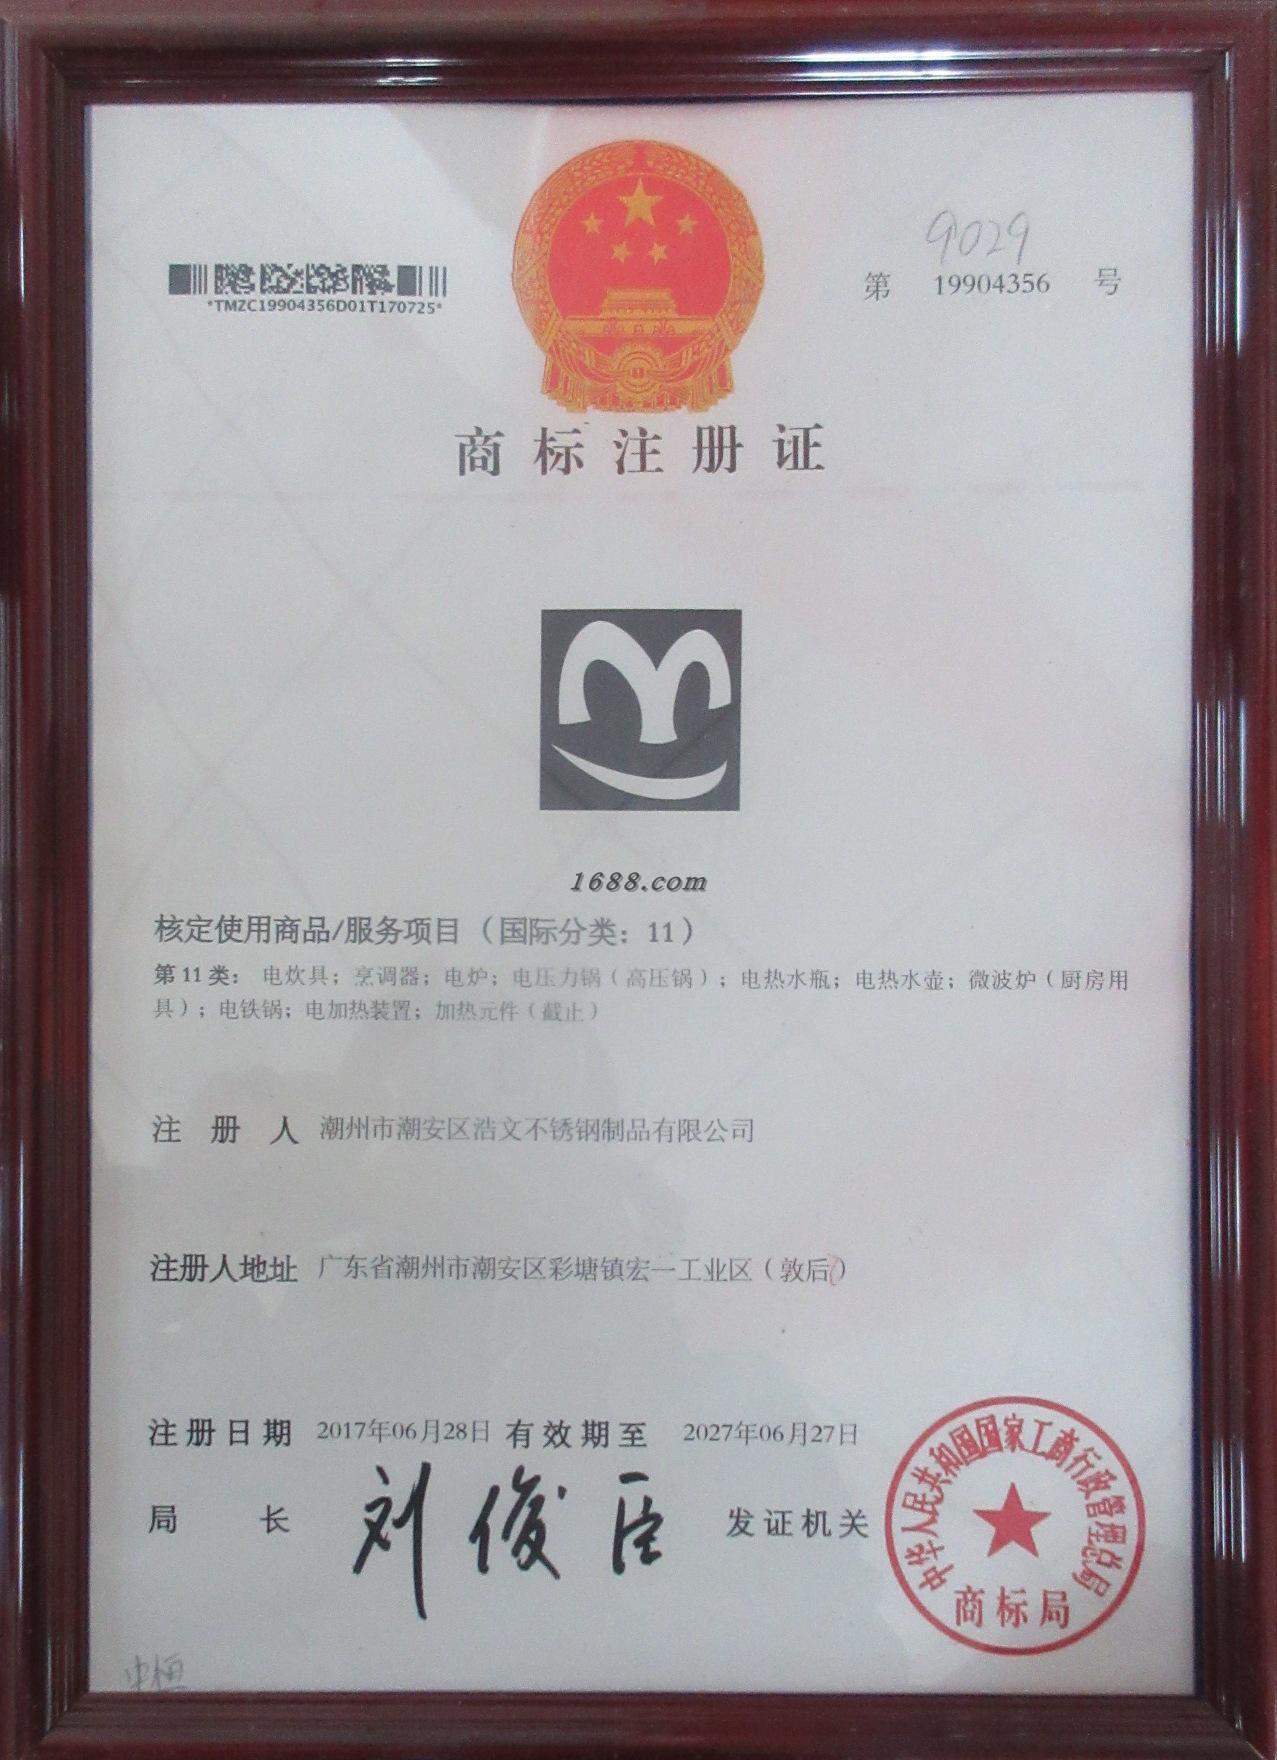 9029
第 19904356 号
*TMZC19904356D01T170725*
商标注册证
1688.com
核定使用商品/服务项目（国际分类：11）
第11类：电炊具；烹调器；电炉；电压力锅（高压锅）；电热水瓶；电热水壶；微波炉（厨房用
具）；电铁锅；电加热装置；加热元件（截止）
注册人 潮州市潮安区浩文不锈钢制品有限公司
注册人地址 广东省潮州市潮安区彩塘镇宏一工业区（敦后）
注册日期 2017年06月28日 有效期至 2027年06月27日
局长 刘俊臣 发证机关
中华人民共和国国家工商行政管理总局
商标局